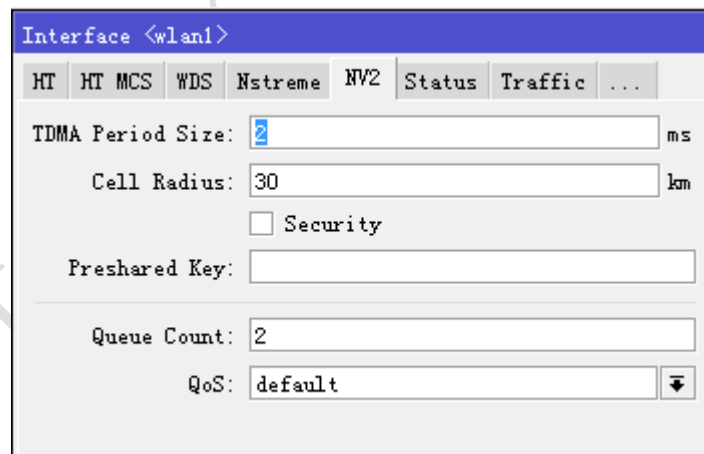 Interface <wlan1>
HT HT MCS WDS Nstreme NV2 Status Traffic ...
TDMA Period Size: 2 ms
Cell Radius: 30 km
Security
Preshared Key:
Queue Count: 2
QoS: default